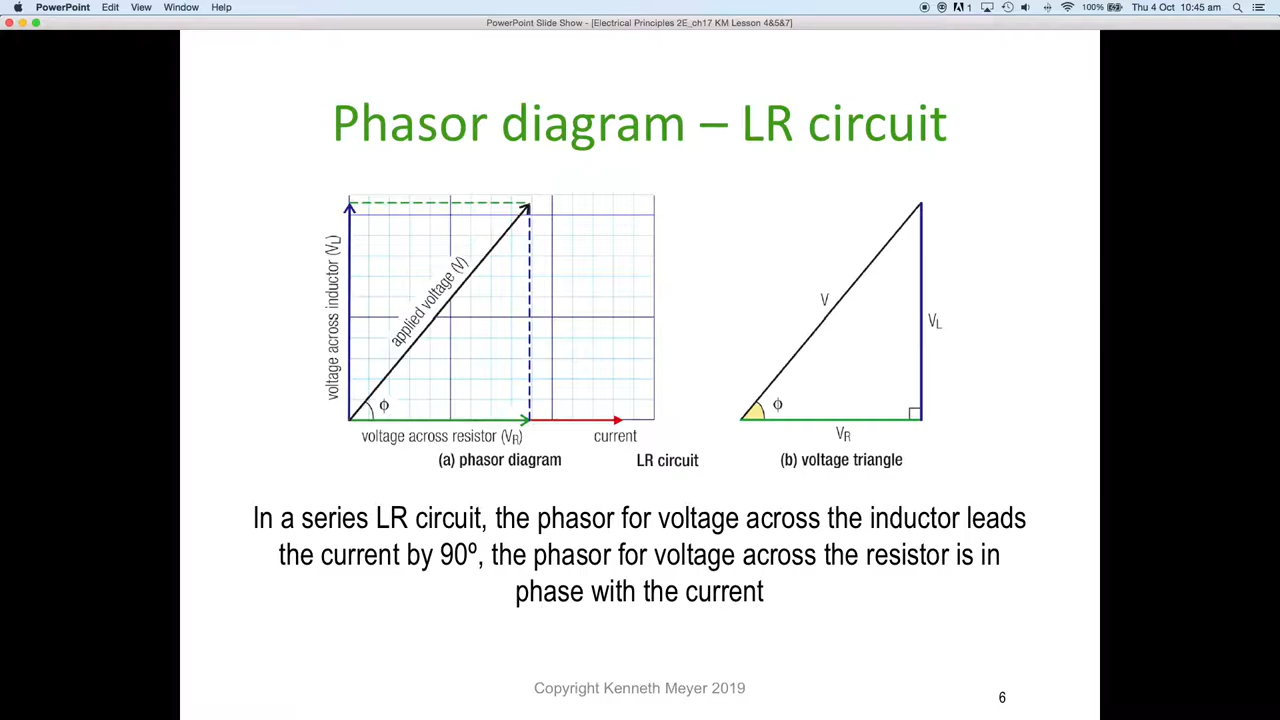 PowerPoint Edit View Window Help
1 100% Thu 4 Oct 10:45 am
PowerPoint Slide Show - [Electrical Principles 2E_ch17 KM Lesson 4&5&7]
Phasor diagram – LR circuit
voltage across inductor (VL)
applied voltage (V)
ϕ
voltage across resistor (VR)
current
(a) phasor diagram
LR circuit
V
VL
ϕ
VR
(b) voltage triangle
In a series LR circuit, the phasor for voltage across the inductor leads
the current by 90º, the phasor for voltage across the resistor is in
phase with the current
Copyright Kenneth Meyer 2019
6